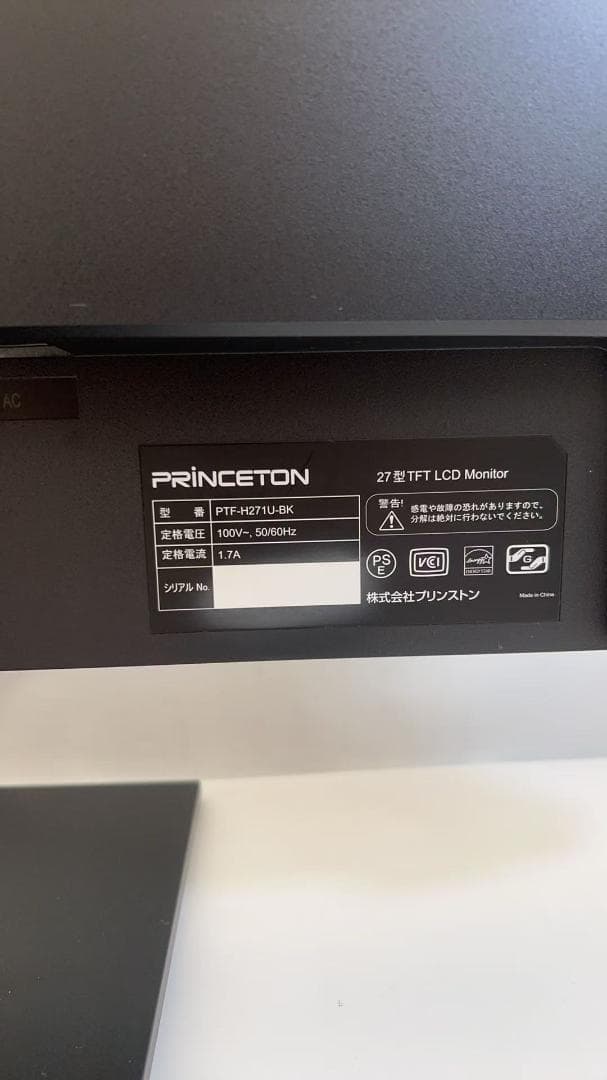 AC
PRINCETON
27型TFT LCD Monitor
型 番 PTF-H271U-BK
定格電圧 100V~, 50/60Hz
定格電流 1.7A
シリアル No.
警告!
感電や故障の恐れがありますので、
分解は絶対に行わないでください。
PS
E
VCI
energy
ENERGY STAR
G
株式会社プリンストン
Made in China